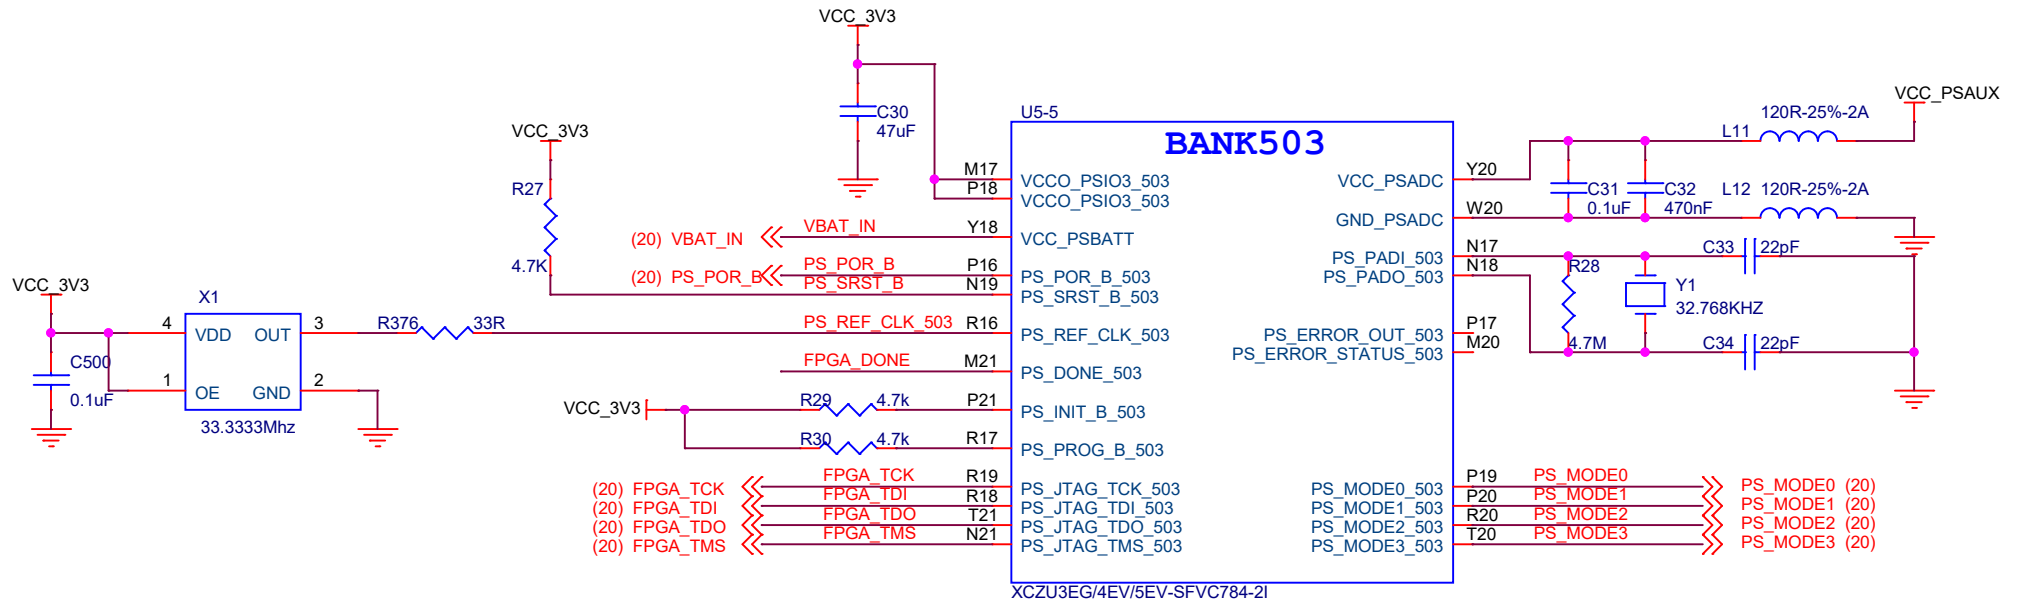 VCC_3V3
VCC_PSAUX
U5-5
120R-25%-2A
C30
47uF
VCC_3V3
BANK503
L11
R27
M17
VCCO_PSIO3_503
VCC_PSADC
Y20
P18
VCCO_PSIO3_503
C31
0.1uF
C32
470nF
L12
120R-25%-2A
(20) VBAT_IN
VBAT_IN
Y18
VCC_PSBATT
GND_PSADC
W20
4.7K
(20) PS_POR_B
PS_POR_B
P16
PS_POR_B_503
PS_PADI_503
N17
C33
22pF
PS_SRST_B
N19
PS_SRST_B_503
PS_PADO_503
N18
R28
Y1
32.768KHZ
VCC_3V3
X1
4
VDD
OUT
3
R376
33R
PS_REF_CLK_503
R16
PS_REF_CLK_503
PS_ERROR_OUT_503
P17
PS_ERROR_STATUS_503
M20
4.7M
C34
22pF
C500
0.1uF
1
OE
GND
2
33.3333Mhz
FPGA_DONE
M21
PS_DONE_503
VCC_3V3
R29
4.7k
P21
PS_INIT_B_503
R30
4.7k
R17
PS_PROG_B_503
(20) FPGA_TCK
FPGA_TCK
R19
PS_JTAG_TCK_503
PS_MODE0_503
P19
PS_MODE0
PS_MODE0 (20)
(20) FPGA_TDI
FPGA_TDI
R18
PS_JTAG_TDI_503
PS_MODE1_503
P20
PS_MODE1
PS_MODE1 (20)
(20) FPGA_TDO
FPGA_TDO
T21
PS_JTAG_TDO_503
PS_MODE2_503
R20
PS_MODE2
PS_MODE2 (20)
(20) FPGA_TMS
FPGA_TMS
N21
PS_JTAG_TMS_503
PS_MODE3_503
T20
PS_MODE3
PS_MODE3 (20)
XCZU3EG/4EV/5EV-SFVC784-2I